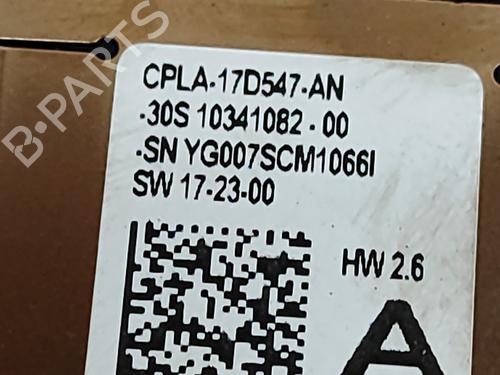 CPLA-17D547-AN
-30S 10341082-00
-SN YG007SCM1066I
SW 17-23-00
HW 2.6
A
B-PARTS